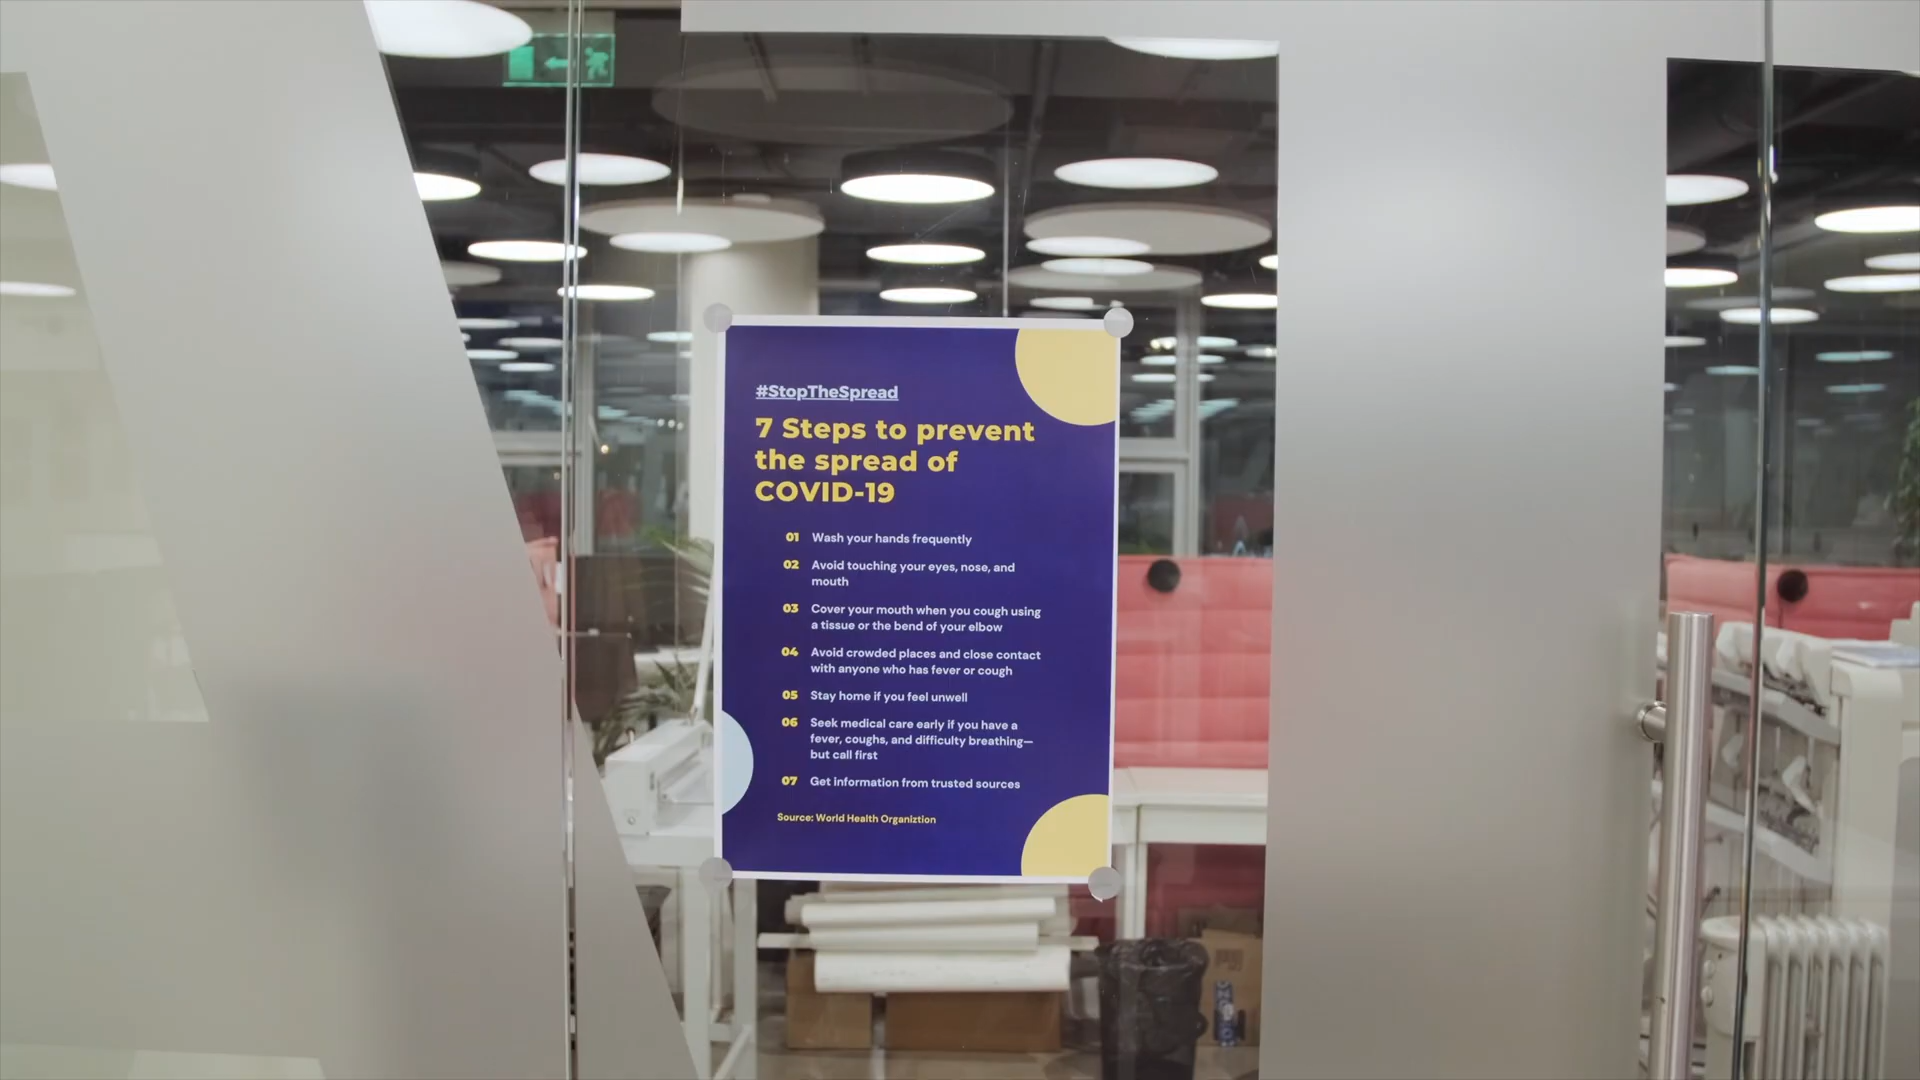 #StopTheSpread
7 Steps to prevent
the spread of
COVID-19
01 Wash your hands frequently
02 Avoid touching your eyes, nose, and
mouth
03 Cover your mouth when you cough using
a tissue or the bend of your elbow
04 Avoid crowded places and close contact
with anyone who has fever or cough
05 Stay home if you feel unwell
06 Seek medical care early if you have a
fever, coughs, and difficulty breathing—
but call first
07 Get information from trusted sources
Source: World Health Organiztion